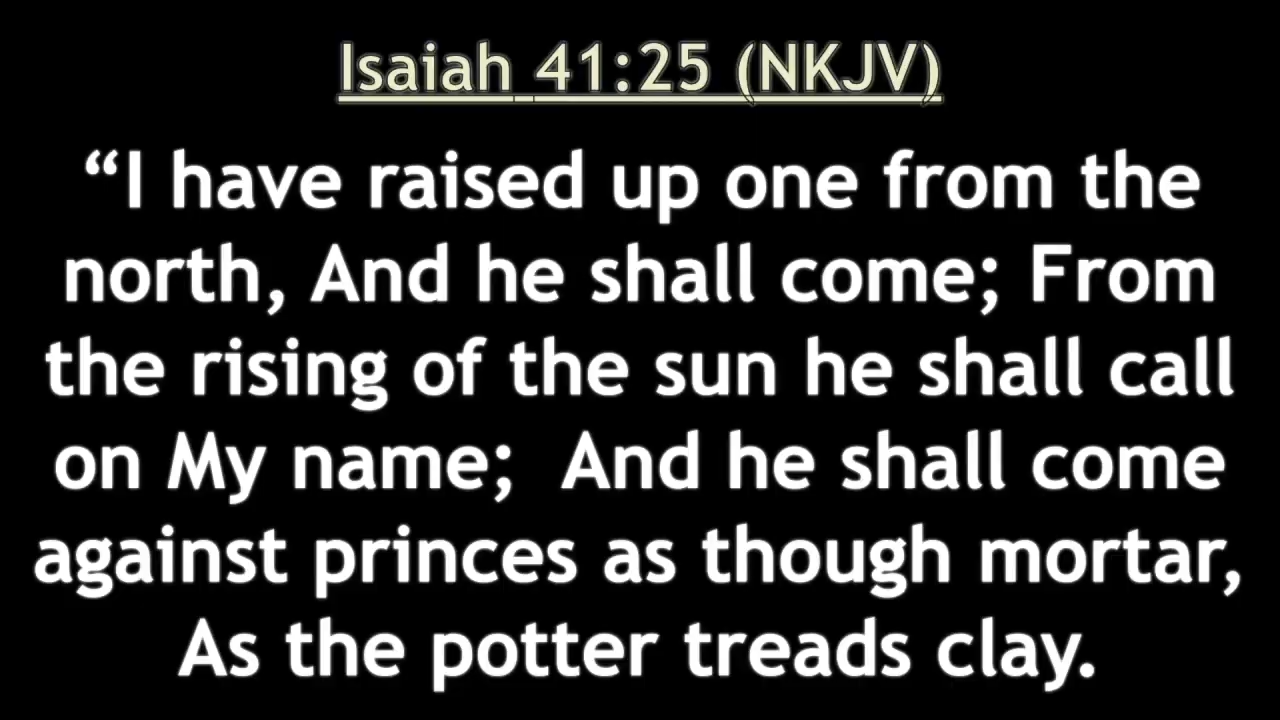 Isaiah 41:25 (NKJV)
“I have raised up one from the
north, And he shall come; From
the rising of the sun he shall call
on My name;  And he shall come
against princes as though mortar,
As the potter treads clay.